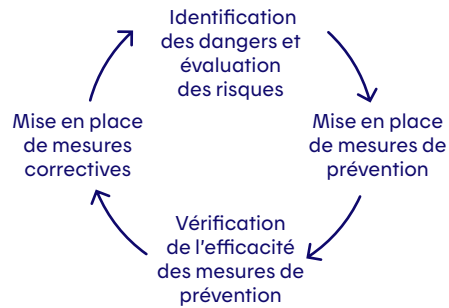 Identification
des dangers et
évaluation
des risques
Mise en place
de mesures de
prévention
Vérification
de l'efficacité
des mesures de
prévention
Mise en place
de mesures
correctives